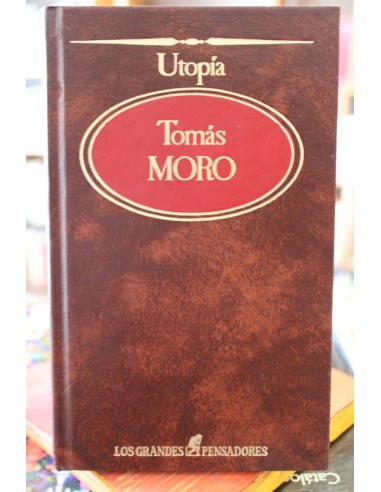 Utopía
Tomás
MORO
LOS GRANDES PENSADORES